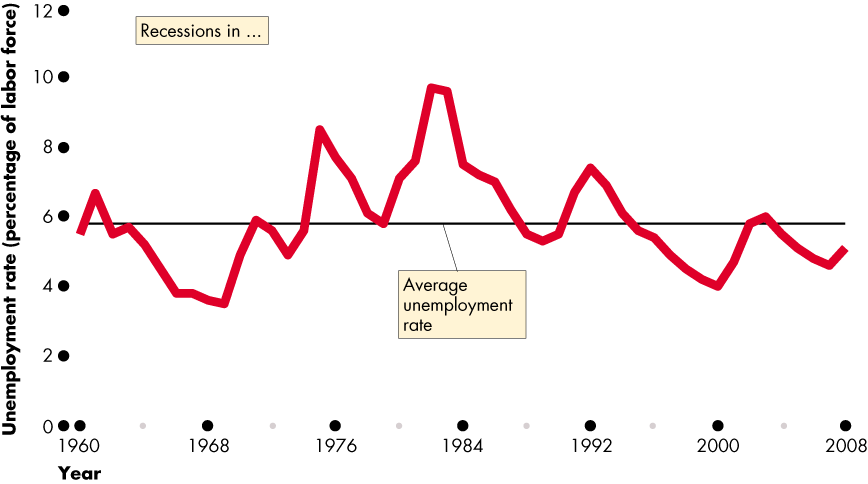 Unemployment rate (percentage of labor force)
12
10
8
6
4
2
0
Recessions in ...
Average
unemployment
rate
1960
1968
1976
1984
1992
2000
2008
Year